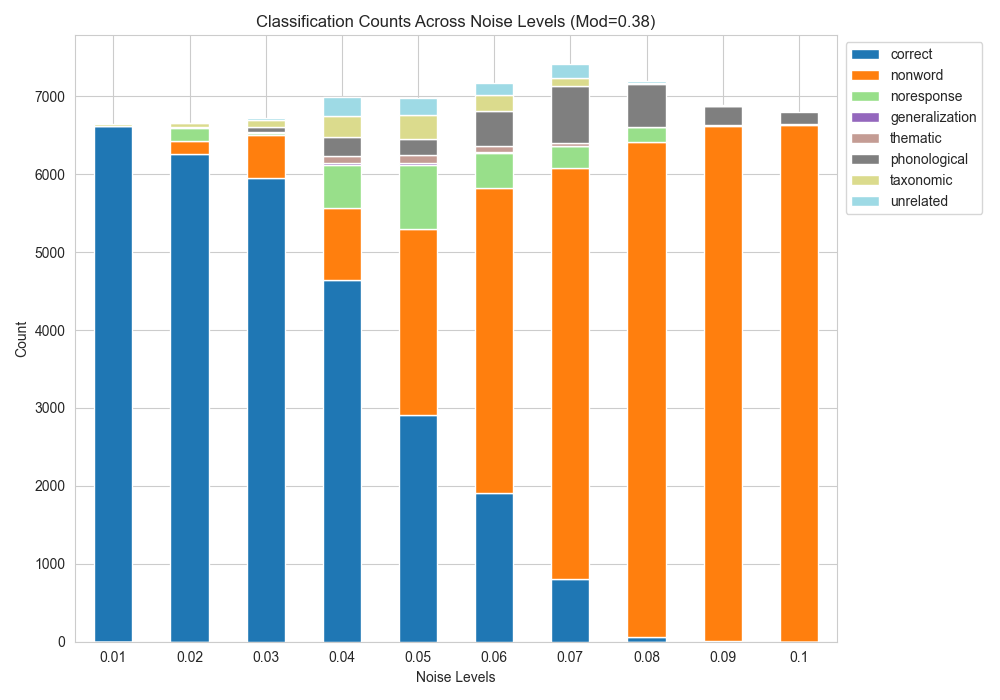 Classification Counts Across Noise Levels (Mod=0.38)
correct
nonword
noresponse
generalization
thematic
phonological
taxonomic
unrelated
Count
7000
6000
5000
4000
3000
2000
1000
0
0.01 0.02 0.03 0.04 0.05 0.06 0.07 0.08 0.09 0.1
Noise Levels